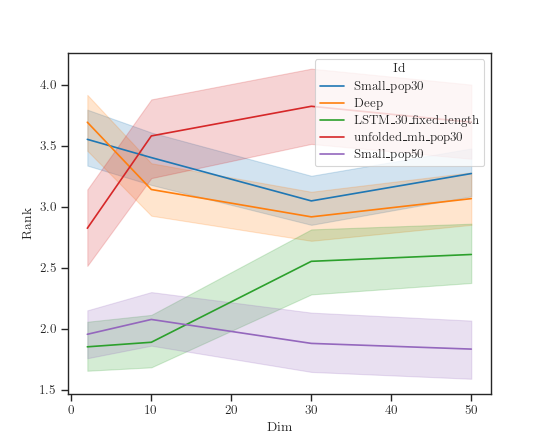 Id
Small_pop30
Deep
LSTM_30_fixed_length
unfolded_mh_pop30
Small_pop50
4.0
3.5
3.0
2.5
2.0
1.5
Rank
0
10
20
30
40
50
Dim